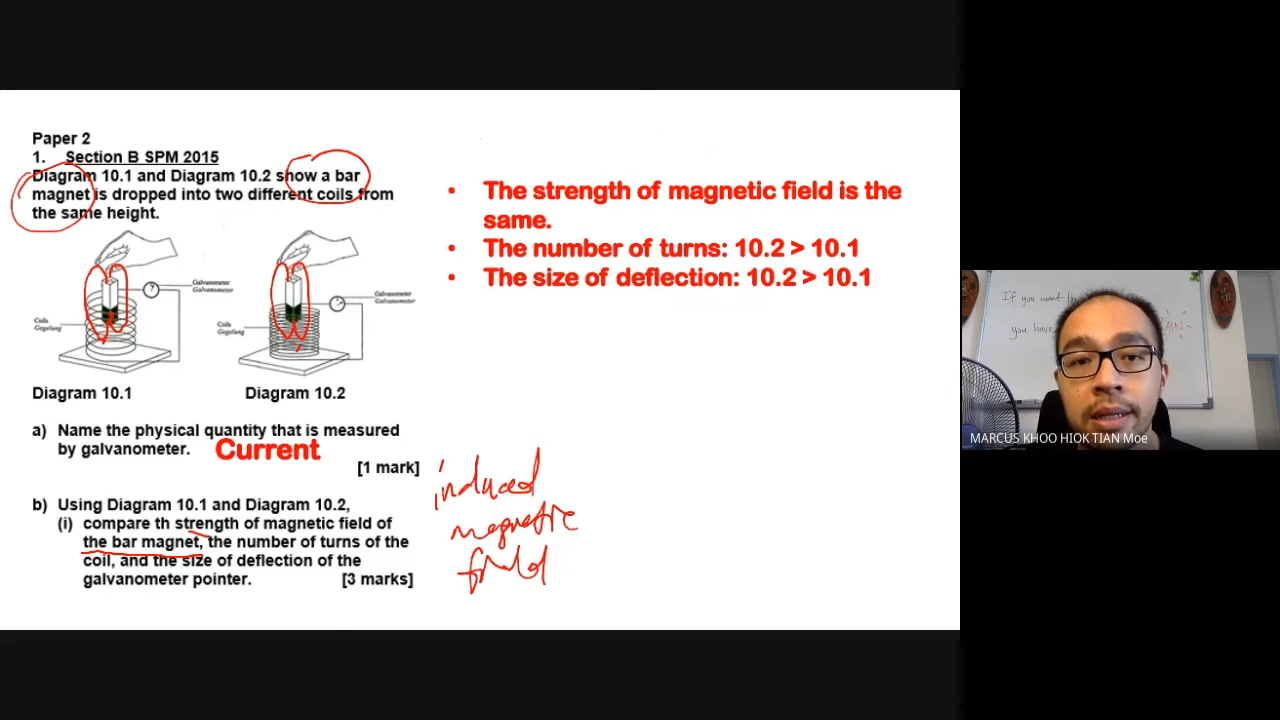 Paper 2
1. Section B SPM 2015
Diagram 10.1 and Diagram 10.2 show a bar
magnet is dropped into two different coils from
the same height.
Galvanometer
Galvanometer
Coils
Gegelung
Diagram 10.1
Galvanometer
Galvanometer
Coils
Gegelung
Diagram 10.2
a) Name the physical quantity that is measured
by galvanometer.
Current
[1 mark]
b) Using Diagram 10.1 and Diagram 10.2,
(i) compare th strength of magnetic field of
the bar magnet, the number of turns of the
coil, and the size of deflection of the
galvanometer pointer. [3 marks]
• The strength of magnetic field is the
same.
• The number of turns: 10.2 > 10.1
• The size of deflection: 10.2 > 10.1
induced
magnetic
field
If you want
you have
MARCUS KHOO HIOK TIAN Moe